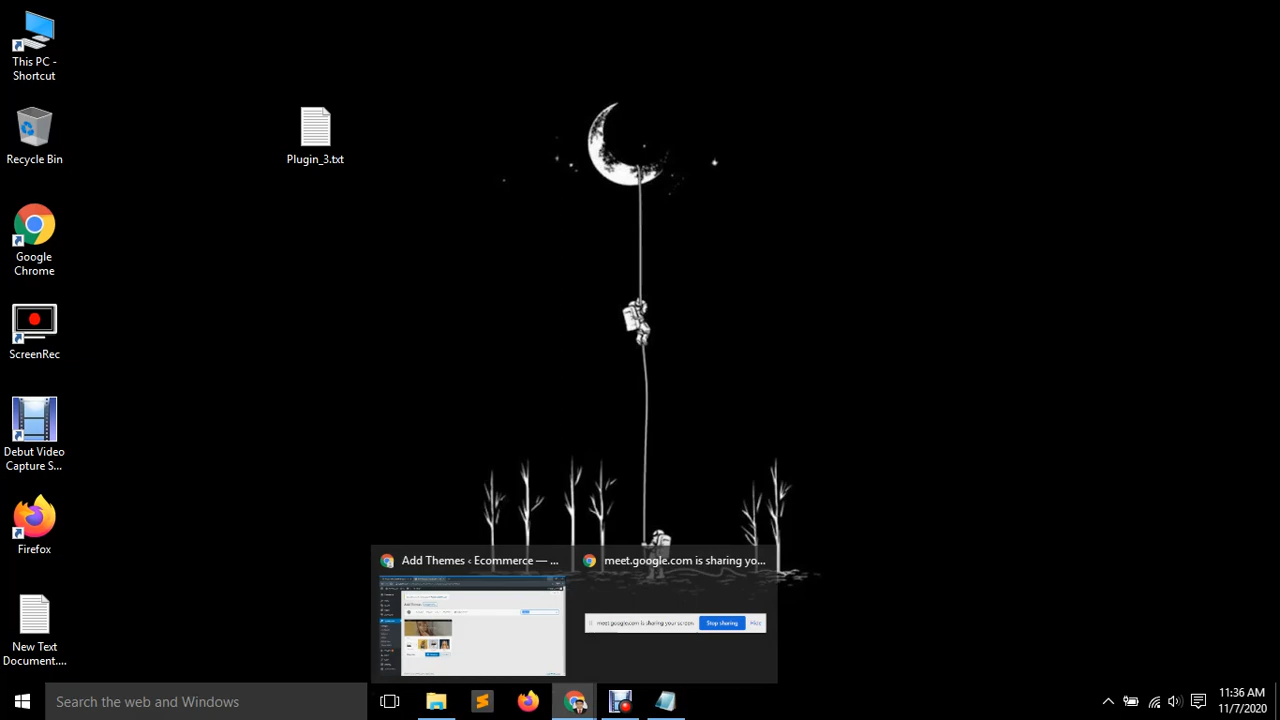 This PC -
Shortcut
Plugin_3.txt
Recycle Bin
Google
Chrome
ScreenRec
Debut Video
Capture S...
Firefox
New Text
Document....
Add Themes ‹ Ecommerce — ...
meet.google.com is sharing yo...
meet.google.com is sharing your screen.
Stop sharing
Hide
Search the web and Windows
11:36 AM
11/7/2020